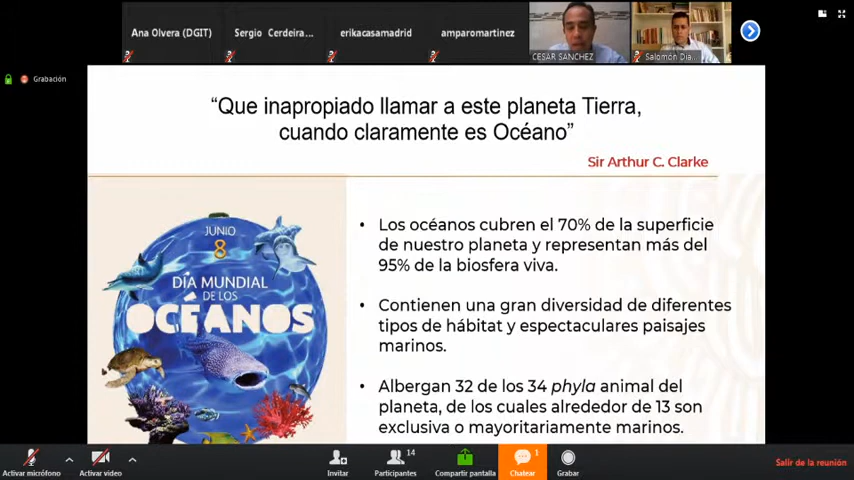 Ana Olvera (DGIT)
Sergio Cerdeira...
erikacasamadrid
amparomartinez
CESAR SANCHEZ
Salomón Día...
Grabación
“Que inapropiado llamar a este planeta Tierra,
cuando claramente es Océano”
Sir Arthur C. Clarke
JUNIO
8
DÍA MUNDIAL
DE LOS
OCÉANOS
• Los océanos cubren el 70% de la superficie
de nuestro planeta y representan más del
95% de la biosfera viva.
• Contienen una gran diversidad de diferentes
tipos de hábitat y espectaculares paisajes
marinos.
• Albergan 32 de los 34 phyla animal del
planeta, de los cuales alrededor de 13 son
exclusiva o mayoritariamente marinos.
Activar micrófono
Activar video
Invitar
14
Participantes
Compartir pantalla
1
Chatear
Grabar
Salir de la reunión